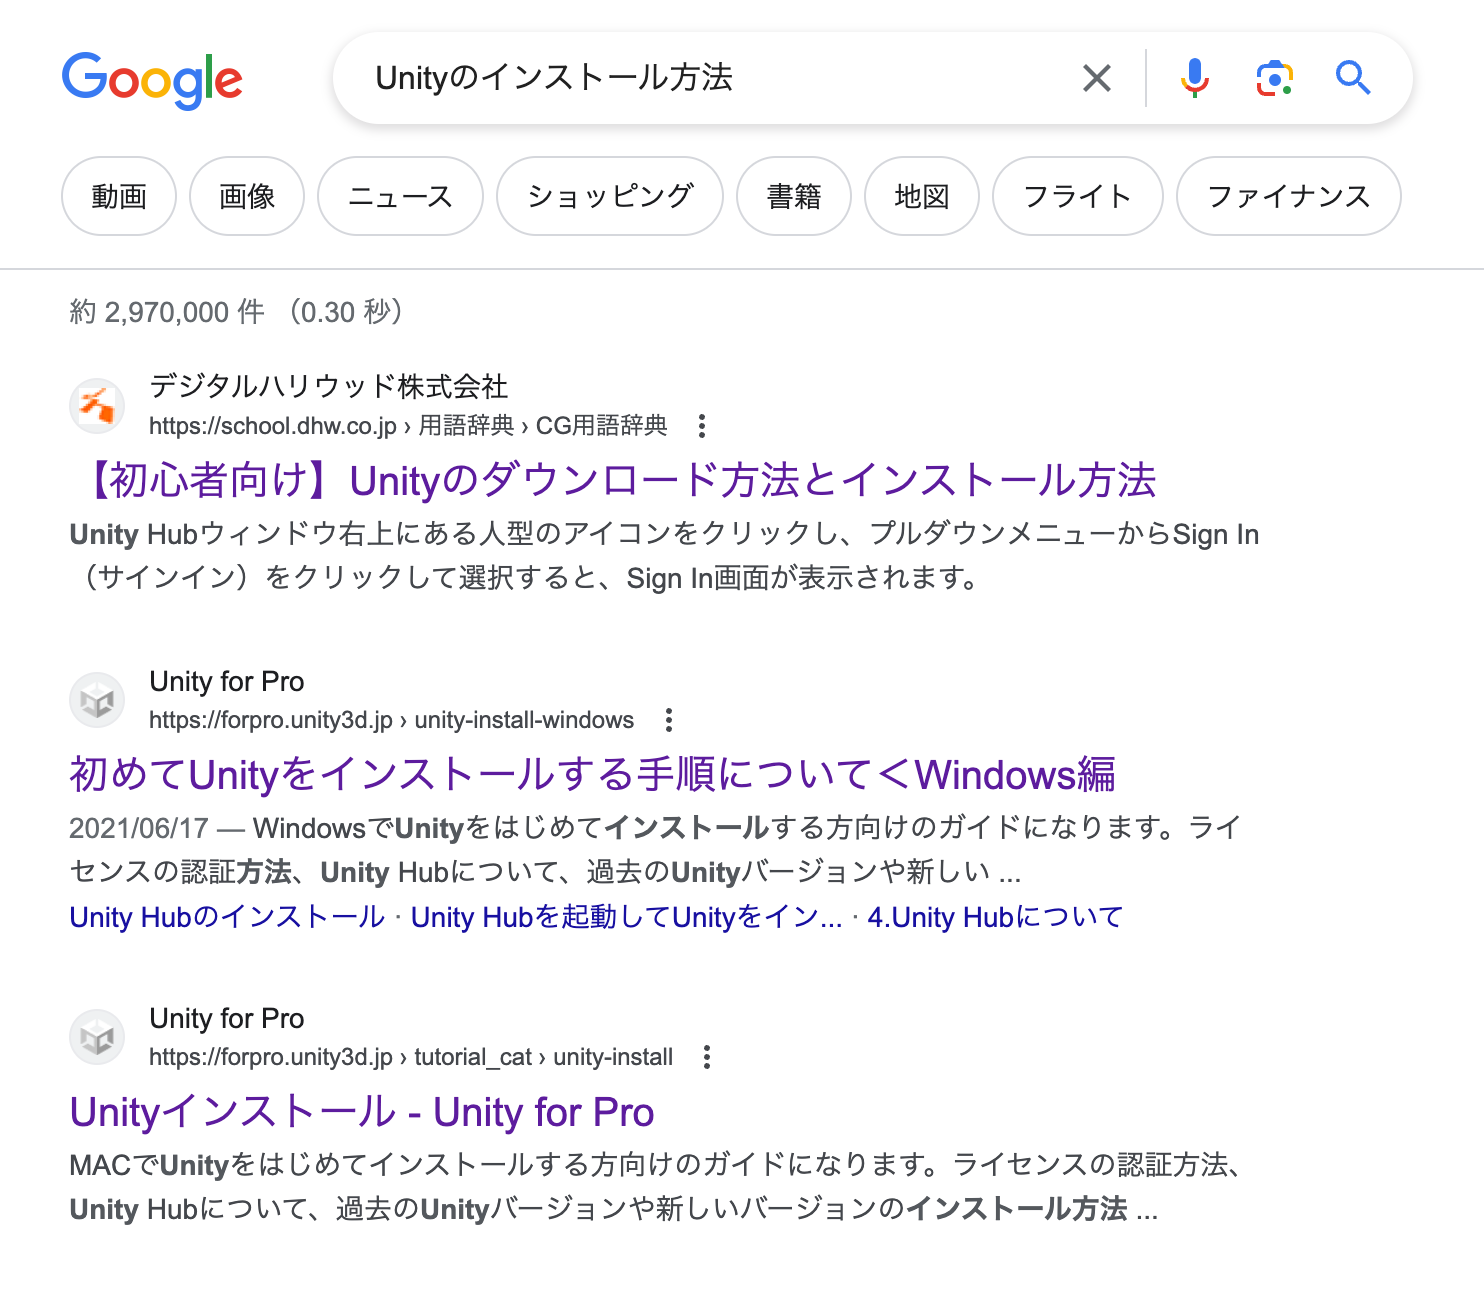 Google
Unityのインストール方法
動画 画像 ニュース ショッピング 書籍 地図 フライト ファイナンス
約 2,970,000 件 （0.30 秒）
デジタルハリウッド株式会社
https://school.dhw.co.jp › 用語辞典 › CG用語辞典
【初心者向け】Unityのダウンロード方法とインストール方法
Unity Hubウィンドウ右上にある人型のアイコンをクリックし、プルダウンメニューからSign In
（サインイン）をクリックして選択すると、Sign In画面が表示されます。
Unity for Pro
https://forpro.unity3d.jp › unity-install-windows
初めてUnityをインストールする手順について＜Windows編
2021/06/17 — WindowsでUnityをはじめてインストールする方向けのガイドになります。ライ
センスの認証方法、Unity Hubについて、過去のUnityバージョンや新しい ...
Unity Hubのインストール · Unity Hubを起動してUnityをイン... · 4.Unity Hubについて
Unity for Pro
https://forpro.unity3d.jp › tutorial_cat › unity-install
Unityインストール - Unity for Pro
MACでUnityをはじめてインストールする方向けのガイドになります。ライセンスの認証方法、
Unity Hubについて、過去のUnityバージョンや新しいバージョンのインストール方法 ...